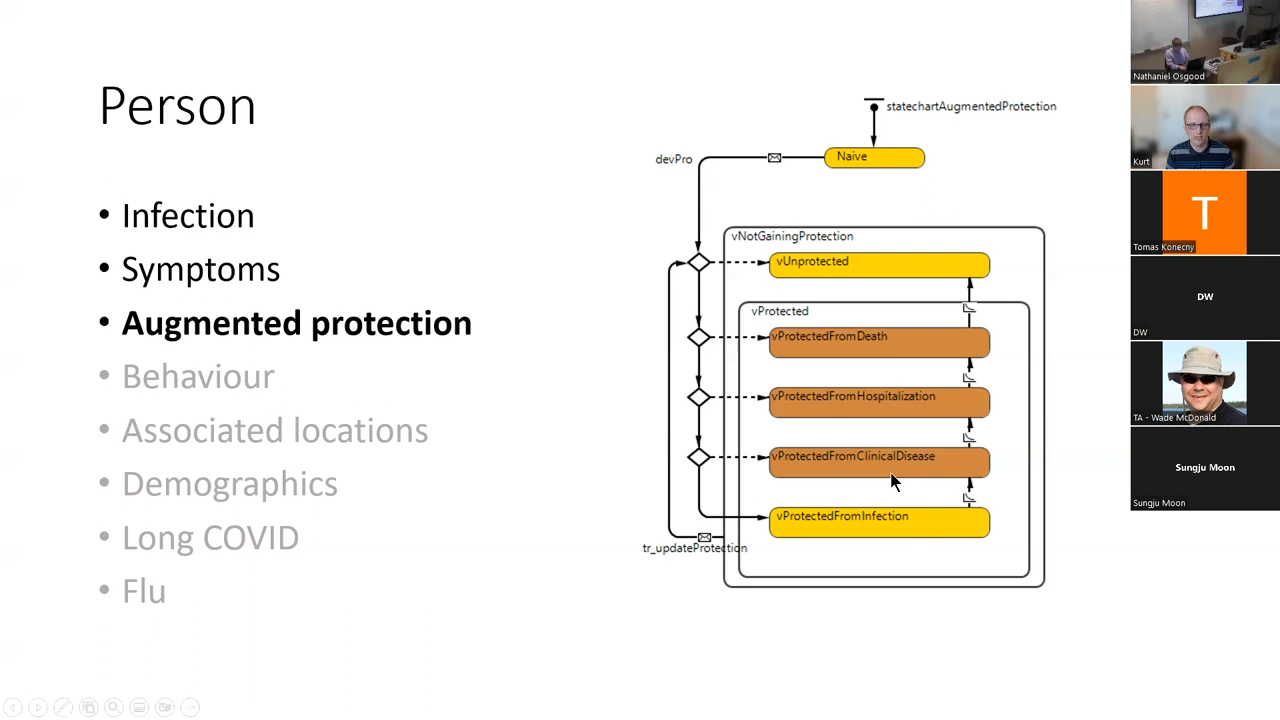 Person
• Infection
• Symptoms
• Augmented protection
• Behaviour
• Associated locations
• Demographics
• Long COVID
• Flu
statechartAugmentedProtection
Naive
devPro
vNotGainingProtection
vUnprotected
vProtected
vProtectedFromDeath
vProtectedFromHospitalization
vProtectedFromClinicalDisease
vProtectedFromInfection
tr_updateProtection
Nathaniel Osgood
Kurt
T
Tomas Konecny
DW
DW
TA - Wade McDonald
Sungju Moon
Sungju Moon